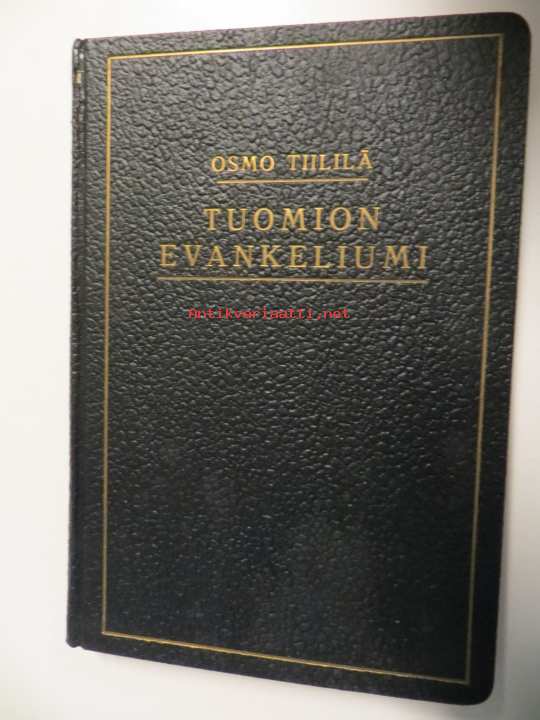 OSMO TIILILÄ
TUOMION
EVANKELIUMI
Antikvariaatti.net